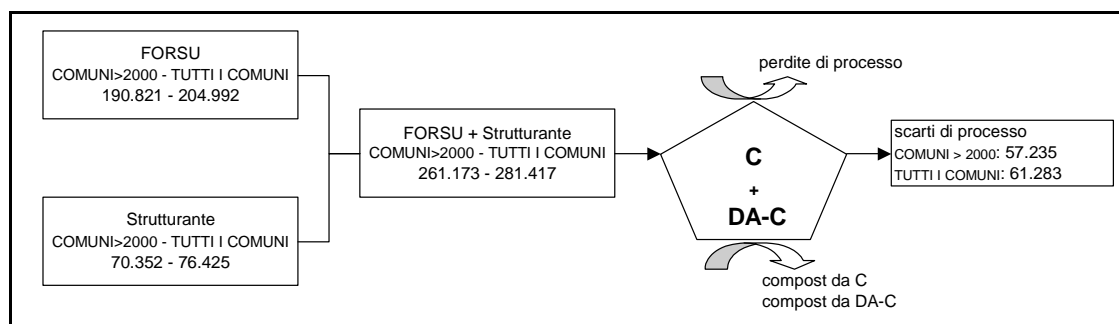 FORSU
COMUNI>2000 - TUTTI I COMUNI
190.821 - 204.992
Strutturante
COMUNI>2000 - TUTTI I COMUNI
70.352 - 76.425
FORSU + Strutturante
COMUNI>2000 - TUTTI I COMUNI
261.173 - 281.417
perdite di processo
C
+
DA-C
compost da C
compost da DA-C
scarti di processo
COMUNI > 2000: 57.235
TUTTI I COMUNI: 61.283